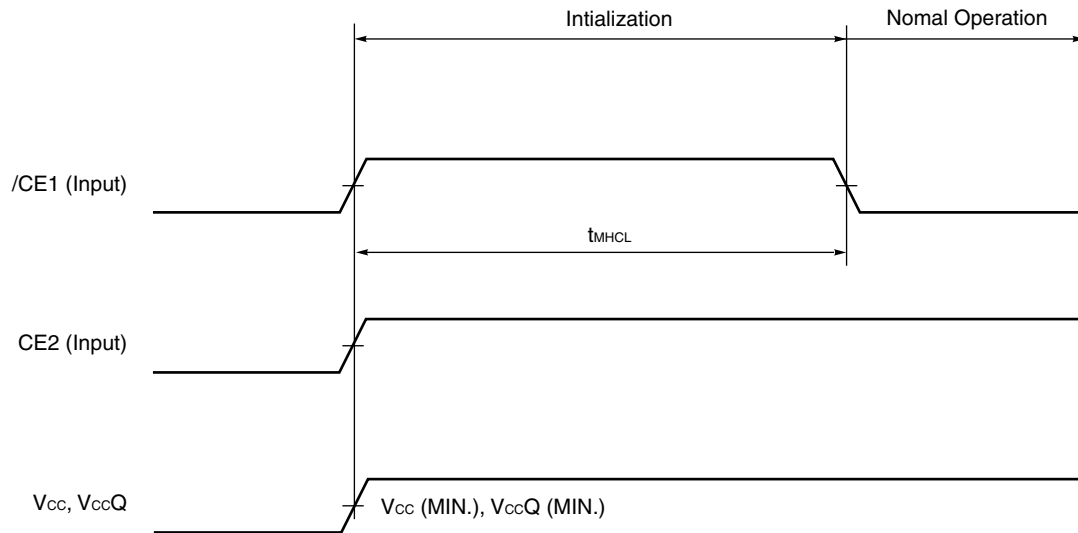 Intialization
Nomal Operation
/CE1 (Input)
tMHCL
CE2 (Input)
VCC, VCCQ
VCC (MIN.), VCCQ (MIN.)